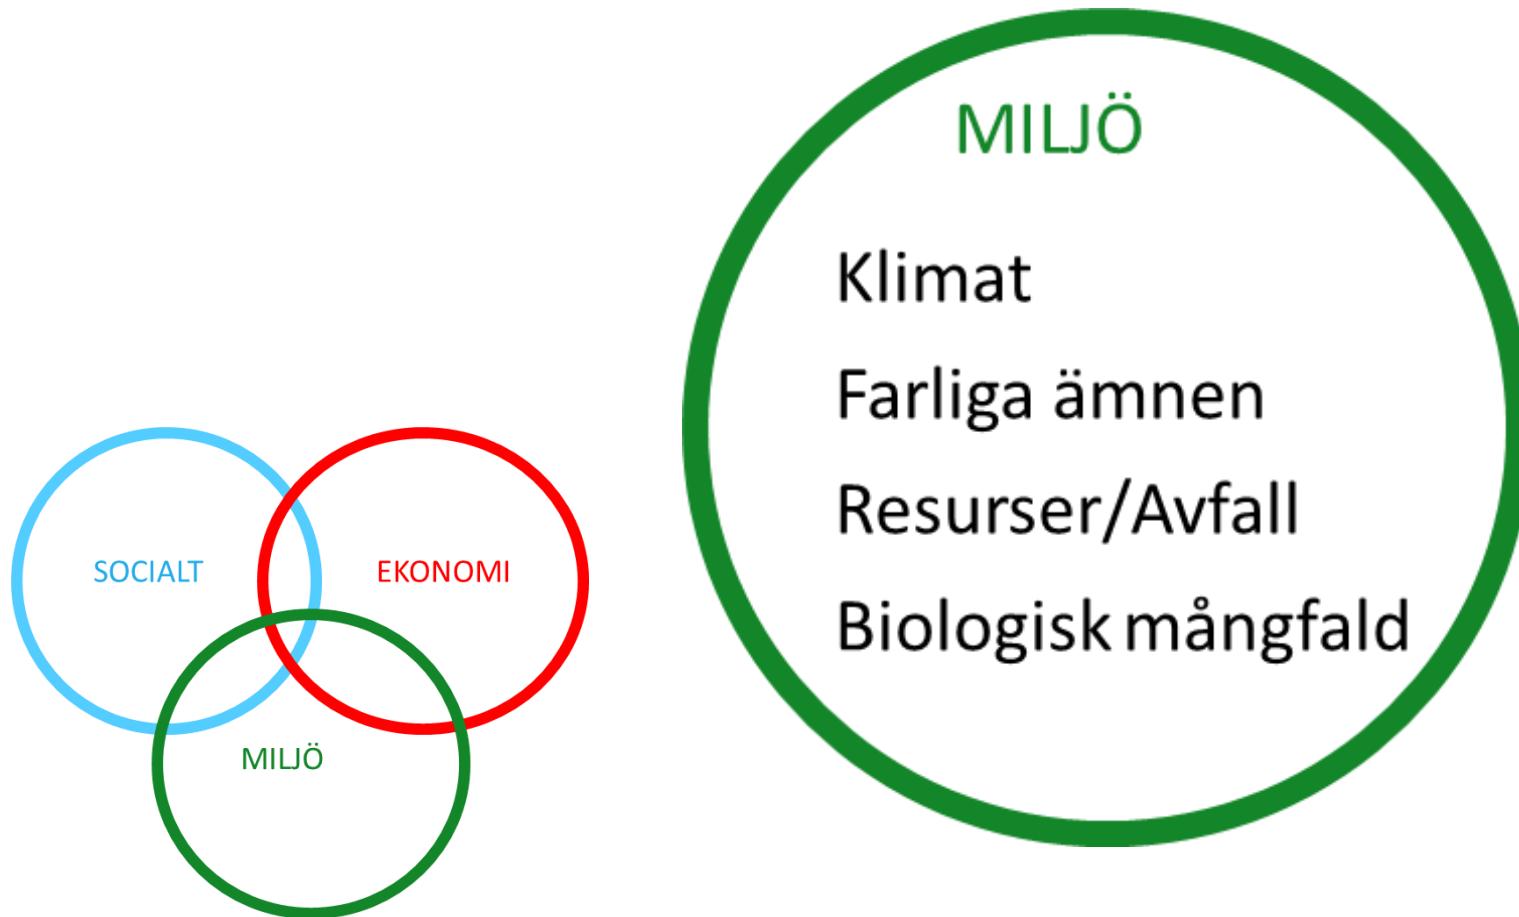 SOCIALT
EKONOMI
MILJÖ
MILJÖ
Klimat
Farliga ämnen
Resurser/Avfall
Biologisk mångfald